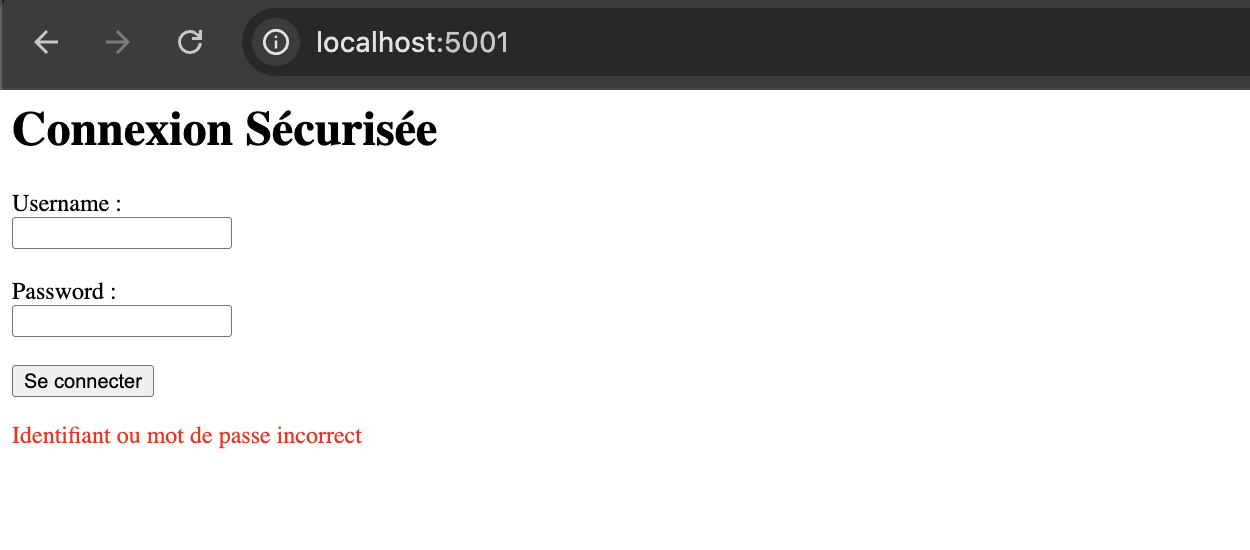 localhost:5001
Connexion Sécurisée
Username :
Password :
Se connecter
Identifiant ou mot de passe incorrect